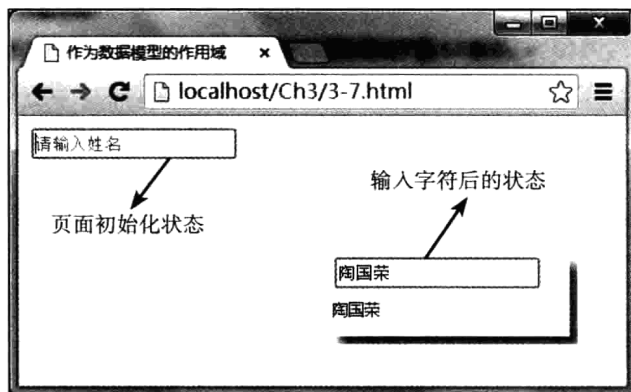 作为数据模型的作用域
localhost/Ch3/3-7.html
请输入姓名
输入字符后的状态
页面初始化状态
陶国荣
陶国荣